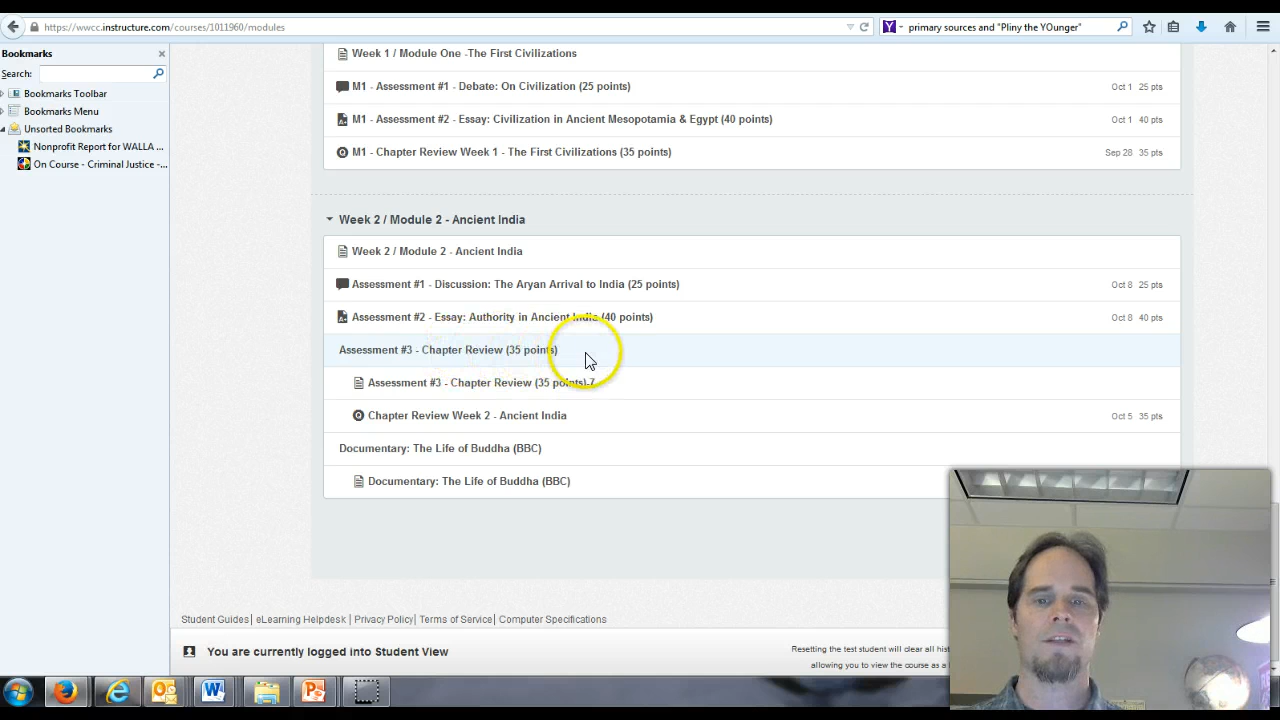 https://wwcc.instructure.com/courses/1011960/modules
primary sources and "Pliny the YOunger"
Bookmarks
Search:
Bookmarks Toolbar
Bookmarks Menu
Unsorted Bookmarks
Nonprofit Report for WALLA ...
On Course - Criminal Justice -...
Week 1 / Module One -The First Civilizations
M1 - Assessment #1 - Debate: On Civilization (25 points)
Oct 1 25 pts
M1 - Assessment #2 - Essay: Civilization in Ancient Mesopotamia & Egypt (40 points)
Oct 1 40 pts
M1 - Chapter Review Week 1 - The First Civilizations (35 points)
Sep 28 35 pts
Week 2 / Module 2 - Ancient India
Week 2 / Module 2 - Ancient India
Assessment #1 - Discussion: The Aryan Arrival to India (25 points)
Oct 8 25 pts
Assessment #2 - Essay: Authority in Ancient India (40 points)
Oct 8 40 pts
Assessment #3 - Chapter Review (35 points)
Assessment #3 - Chapter Review (35 points)-7
Chapter Review Week 2 - Ancient India
Oct 5 35 pts
Documentary: The Life of Buddha (BBC)
Documentary: The Life of Buddha (BBC)
Student Guides| eLearning Helpdesk | Privacy Policy| Terms of Service| Computer Specifications
You are currently logged into Student View
Resetting the test student will clear all his
allowing you to view the course as a